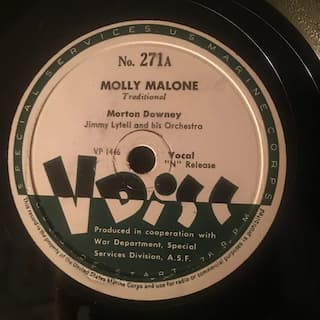 SPECIAL SERVICES, U.S. MARINE CORPS
No. 271A
MOLLY MALONE
Traditional
Morton Downey
Jimmy Lytell and his Orchestra
VP 1446
Vocal
"N" Release
V Disc
Produced in cooperation with
War Department, Special
Services Division, A.S.F.
START 78 R.P.M.
This record is the property of the United States Marine Corps and use for radio or commercial purposes is prohibited